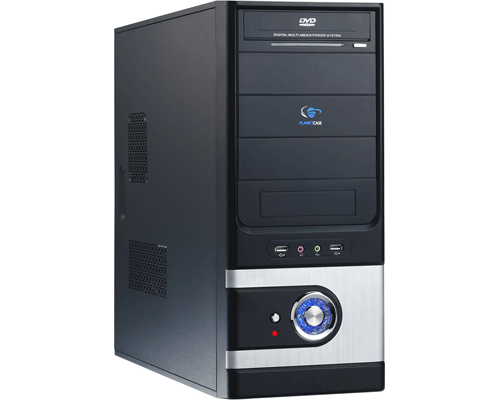 DVD
DIGITAL MULTI-MEDIA POWER SYSTEM
PLANETCASE